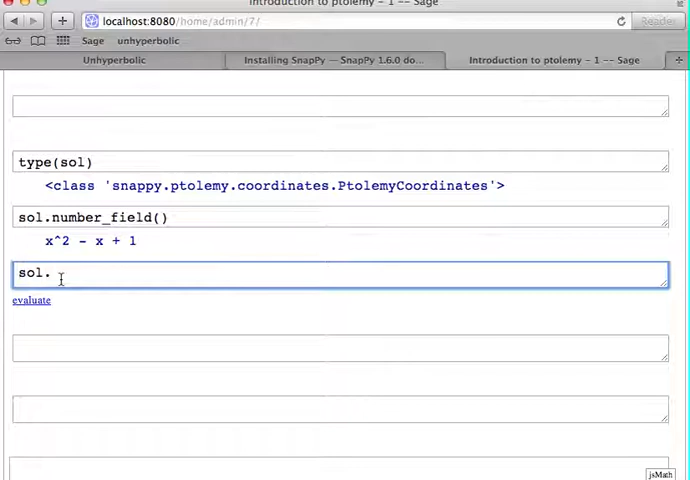 Introduction to ptolemy – 1 -- Sage
localhost:8080/home/admin/7/
Reader
Sage unhyperbolic
Unhyperbolic
Installing SnapPy — SnapPy 1.6.0 do...
Introduction to ptolemy – 1 -- Sage
type(sol)
<class 'snappy.ptolemy.coordinates.PtolemyCoordinates'>
sol.number_field()
x^2 - x + 1
sol.
evaluate
jsMath